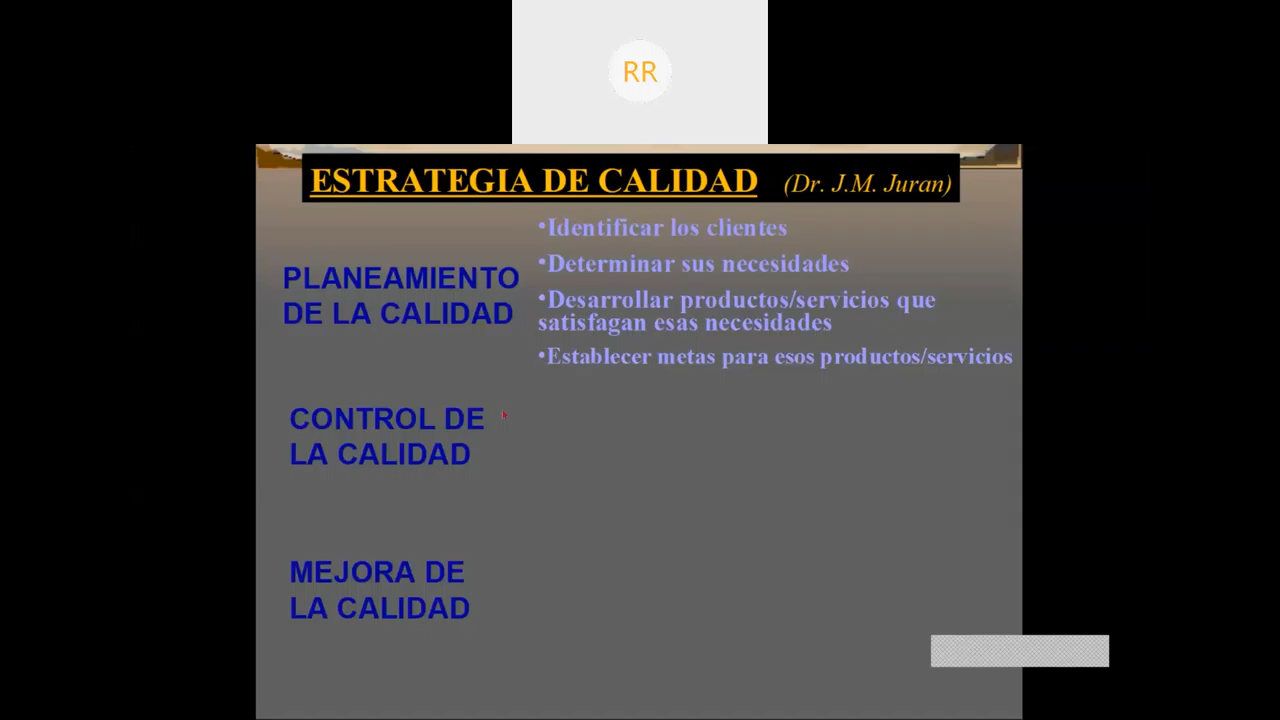 RR
ESTRATEGIA DE CALIDAD (Dr. J.M. Juran)
PLANEAMIENTO
DE LA CALIDAD
•Identificar los clientes
•Determinar sus necesidades
•Desarrollar productos/servicios que
satisfagan esas necesidades
•Establecer metas para esos productos/servicios
CONTROL DE
LA CALIDAD
MEJORA DE
LA CALIDAD